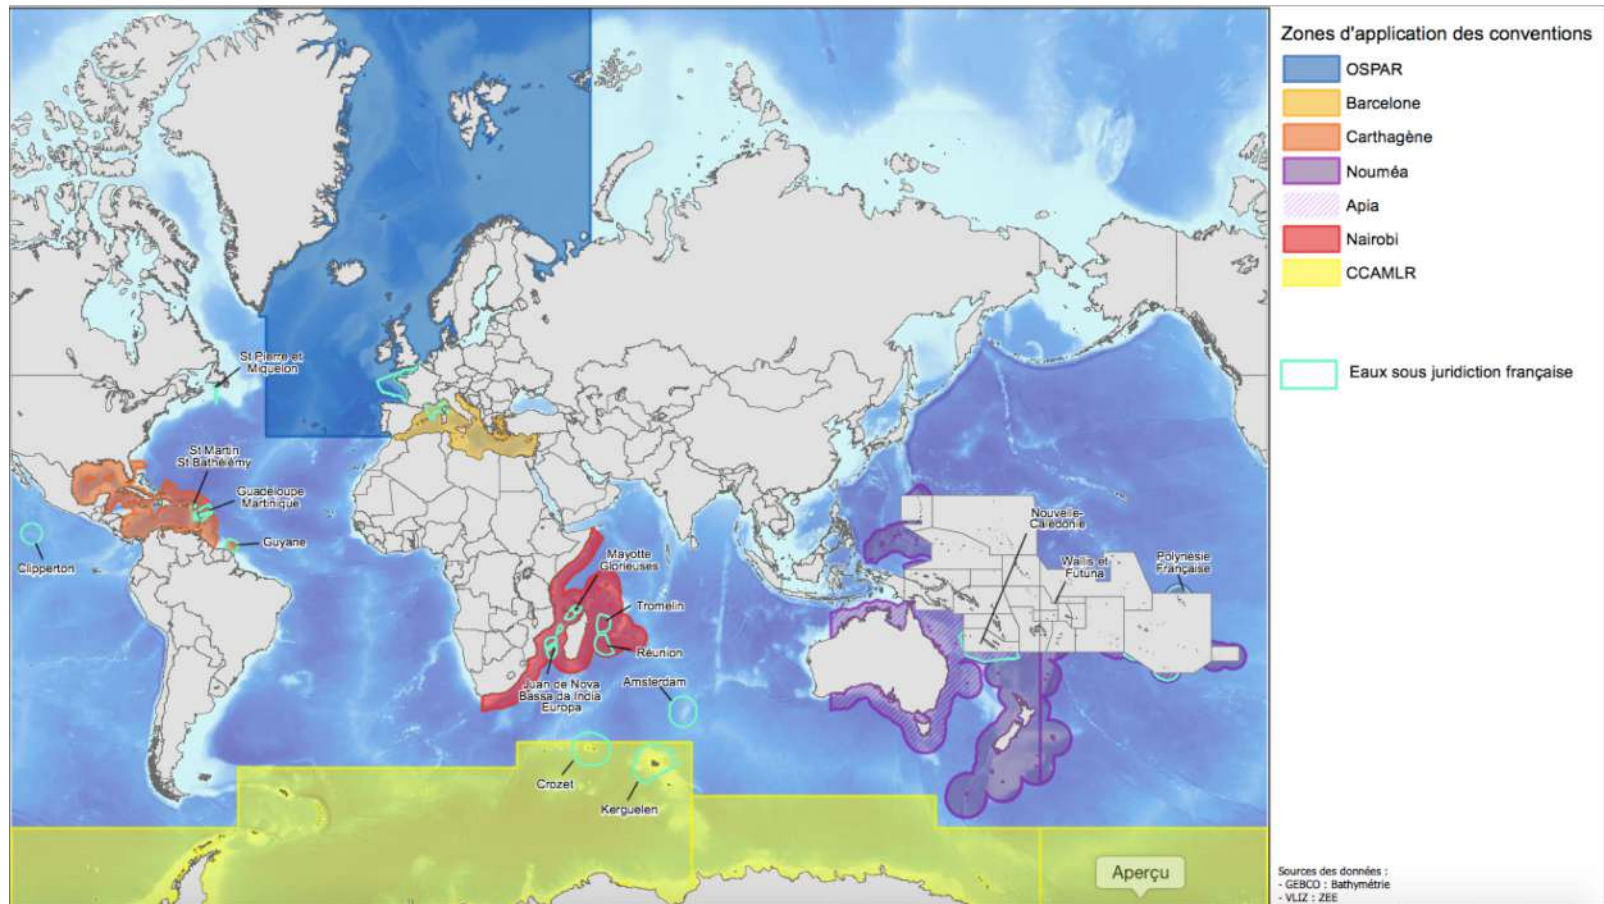 Zones d'application des conventions
OSPAR
Barcelone
Carthagène
Nouméa
Apia
Nairobi
CCAMLR
Eaux sous juridiction française
St Pierre et
Miquelon
St Martin
St Bathélémy
Guadeloupe
Martinique
Guyane
Clipperton
Mayotte
Glorieuses
Tromelin
Réunion
Juan de Nova
Bassa da India
Europa
Amsterdam
Crozet
Kerguelen
Nouvelle-
Calédonie
Wallis et
Futuna
Polynésie
Française
Aperçu
Sources des données :
- GEBCO : Bathymétrie
- VLIZ : ZEE